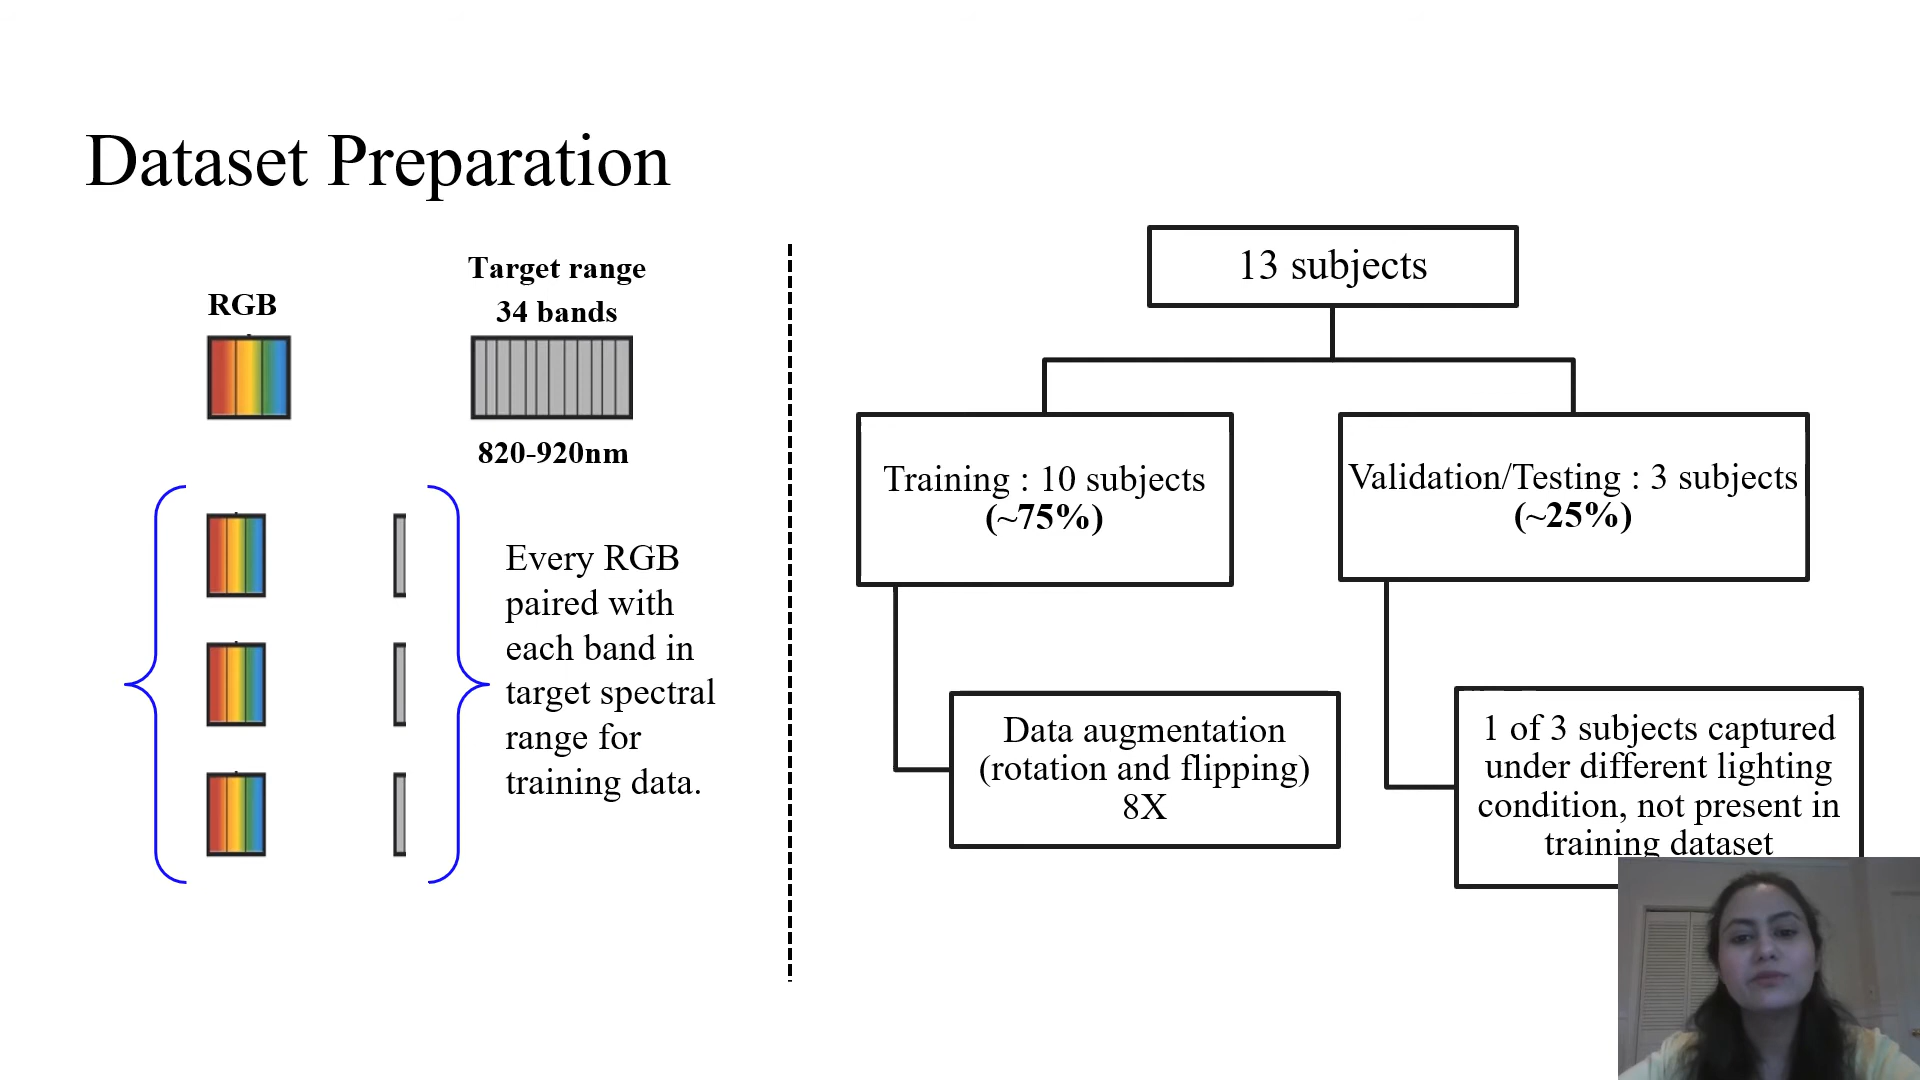 Dataset Preparation
RGB
Target range
34 bands
820-920nm
Every RGB
paired with
each band in
target spectral
range for
training data.
13 subjects
Training : 10 subjects
(~75%)
Validation/Testing : 3 subjects
(~25%)
Data augmentation
(rotation and flipping)
8X
1 of 3 subjects captured
under different lighting
condition, not present in
training dataset